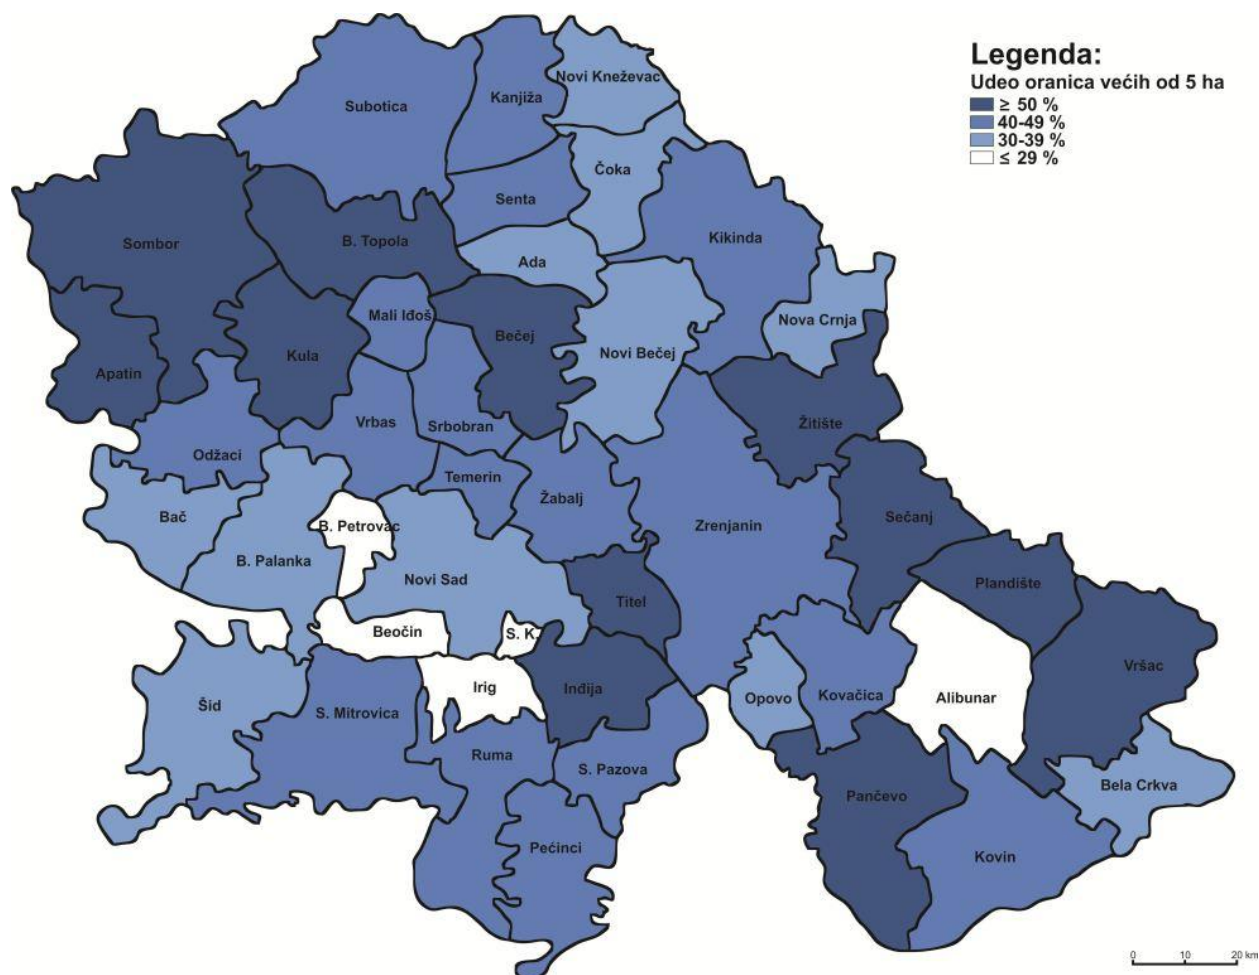 Legenda:
Udeo oranica većih od 5 ha
≥ 50 %
40-49 %
30-39 %
≤ 29 %
Novi Kneževac
Subotica
Kanjiža
Čoka
Senta
Kikinda
Sombor
B. Topola
Ada
Mali Iđoš
Nova Crnja
Bečej
Novi Bečej
Kula
Apatin
Žitište
Vrbas
Srbobran
Odžaci
Temerin
Žabalj
Bač
B. Petrovac
Zrenjanin
Sečanj
B. Palanka
Novi Sad
Plandište
Titel
Beočin
S. K.
Vršac
Irig
Inđija
Opovo
Kovačica
Alibunar
Šid
S. Mitrovica
Ruma
S. Pazova
Bela Crkva
Pančevo
Pećinci
Kovin
0 10 20 km